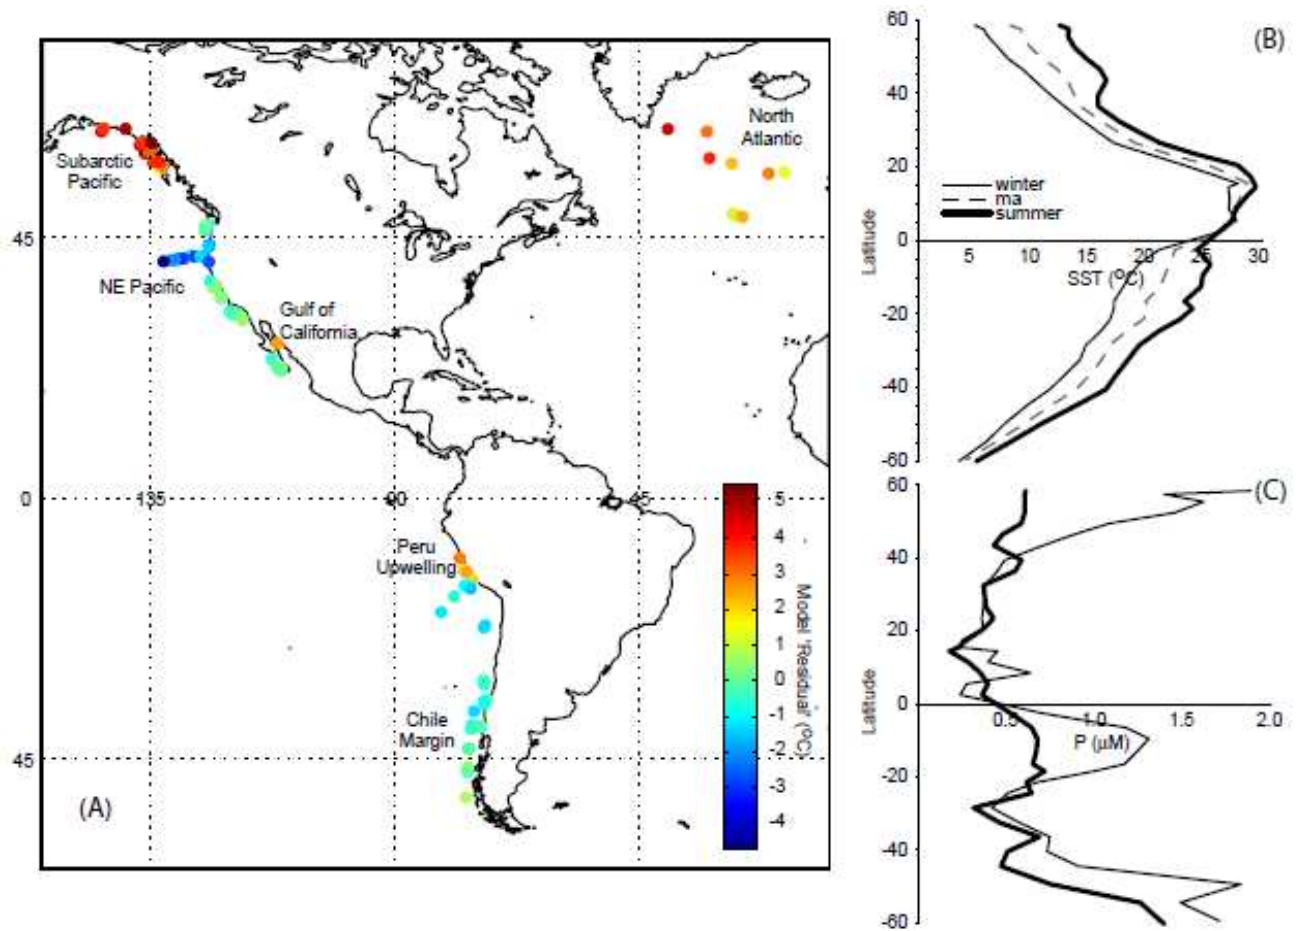 North
Atlantic
Subarctic
Pacific
45
NE Pacific
Gulf of
California
0
135
90
45
Peru
Upwelling
Chile
Margin
45
(A)
5
4
3
2
1
0
-1
-2
-3
-4
Model 'Residual' (°C)
(B)
60
40
20
0
-20
-40
-60
Latitude
winter
ma
summer
5
10
15
20
25
30
SST (°C)
(C)
60
40
20
0
-20
-40
-60
Latitude
0.5
1.0
1.5
2.0
P (µM)